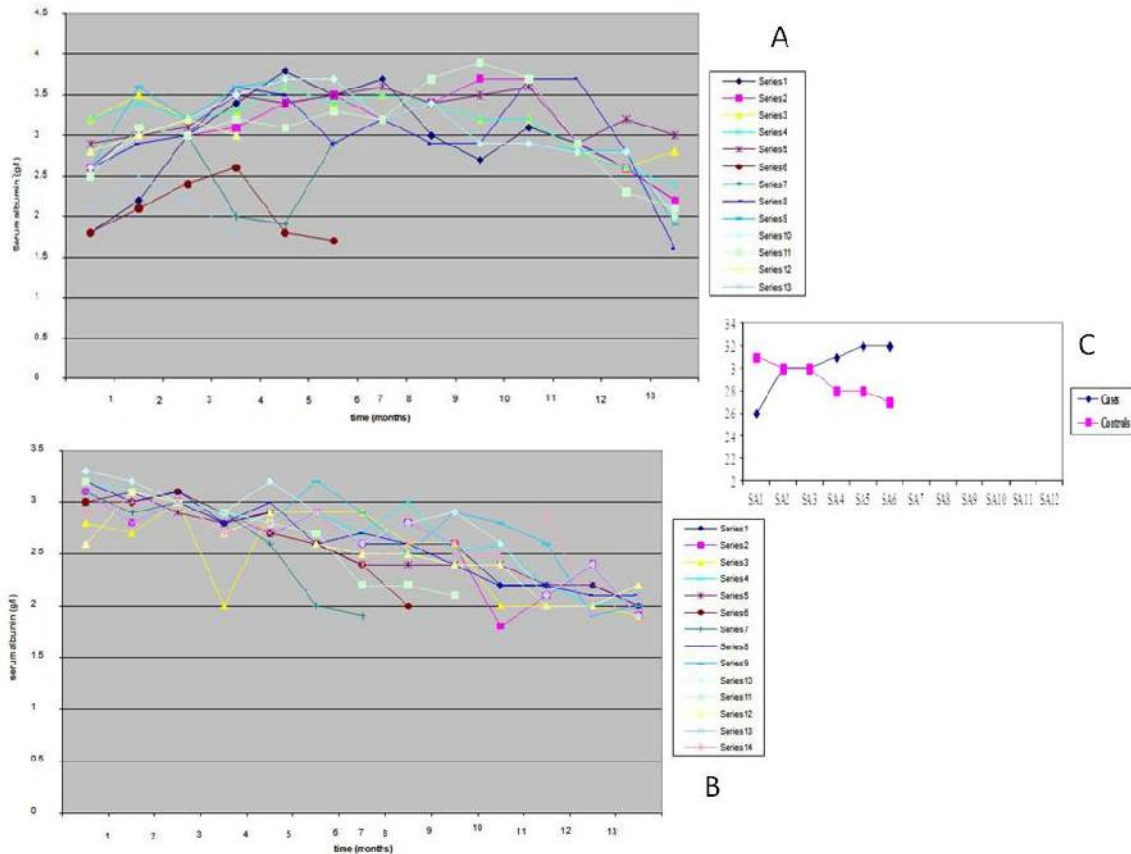 A
4.5
4
3.5
3
2.5
2
1.5
1
0.5
0
Serum albumin (g/l)
1 2 3 4 5 6 7 8 9 10 11 12 13
time (months)
Series1
Series2
Series3
Series4
Series5
Series6
Series7
Series8
Series9
Series10
Series11
Series12
Series13
C
3.4
3.2
3
2.8
2.6
2.4
2.2
2
SA1 SA2 SA3 SA4 SA5 SA6 SA7 SA8 SA9 SA10 SA11 SA12
Cases
Controls
B
3.5
3
2.5
2
1.5
1
0.5
0
serum albumin (g/l)
1 2 3 4 5 6 7 8 9 10 11 12 13
time (months)
Series1
Series2
Series3
Series4
Series5
Series6
Series7
Series8
Series9
Series10
Series11
Series12
Series13
Series14